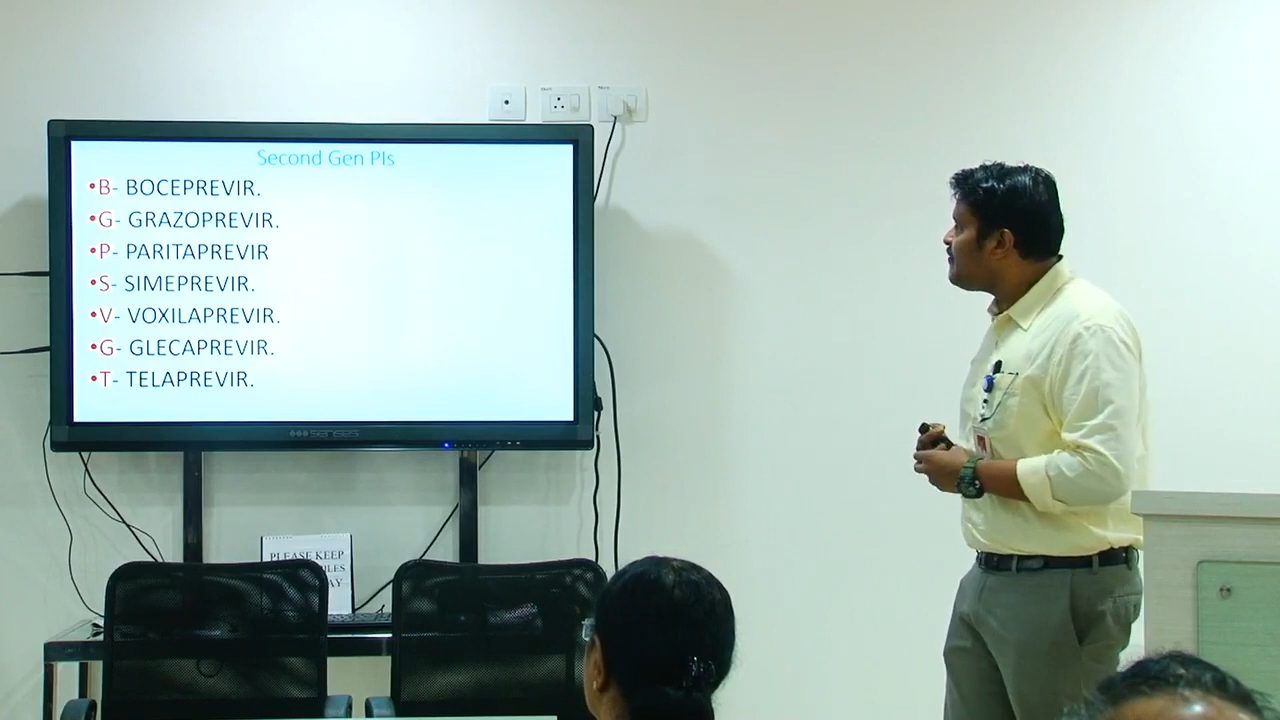 Second Gen PIs
•B- BOCEPREVIR.
•G- GRAZOPREVIR.
•P- PARITAPREVIR
•S- SIMEPREVIR.
•V- VOXILAPREVIR.
•G- GLECAPREVIR.
•T- TELAPREVIR.
senses
PLEASE KEEP